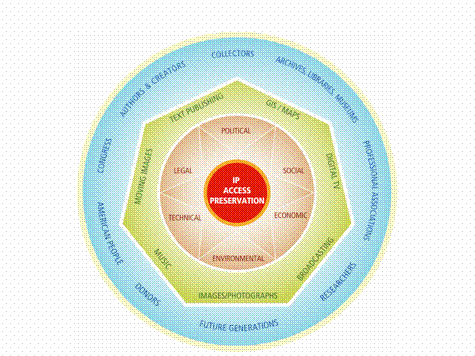 COLLECTORS
ARCHIVES, LIBRARIES, MUSEUMS
PROFESSIONAL ASSOCIATIONS
RESEARCHERS
FUTURE GENERATIONS
DONORS
AMERICAN PEOPLE
CONGRESS
AUTHORS & CREATORS
TEXT PUBLISHING
GIS / MAPS
DIGITAL TV
BROADCASTING
IMAGES/PHOTOGRAPHS
MUSIC
MOVING IMAGES
POLITICAL
SOCIAL
ECONOMIC
ENVIRONMENTAL
TECHNICAL
LEGAL
IP
ACCESS
PRESERVATION